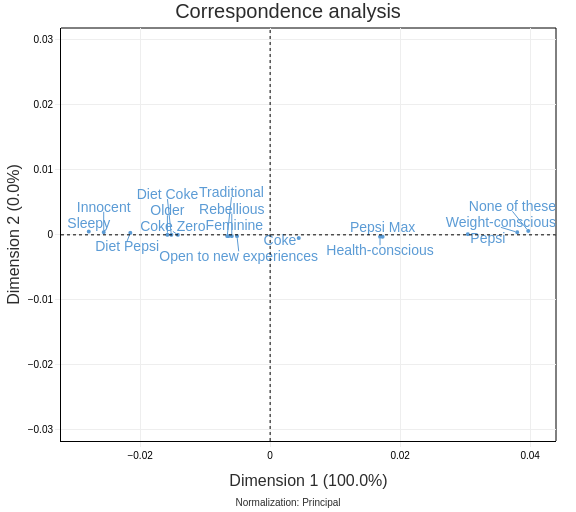 Correspondence analysis
0.03
0.02
0.01
0
−0.01
−0.02
−0.03
Dimension 2 (0.0%)
Innocent
Sleepy
Diet Pepsi
Diet Coke
Older
Coke Zero
Traditional
Rebellious
Feminine
Open to new experiences
Coke
Pepsi Max
Health-conscious
None of these
Weight-conscious
Pepsi
−0.02
0
0.02
0.04
Dimension 1 (100.0%)
Normalization: Principal